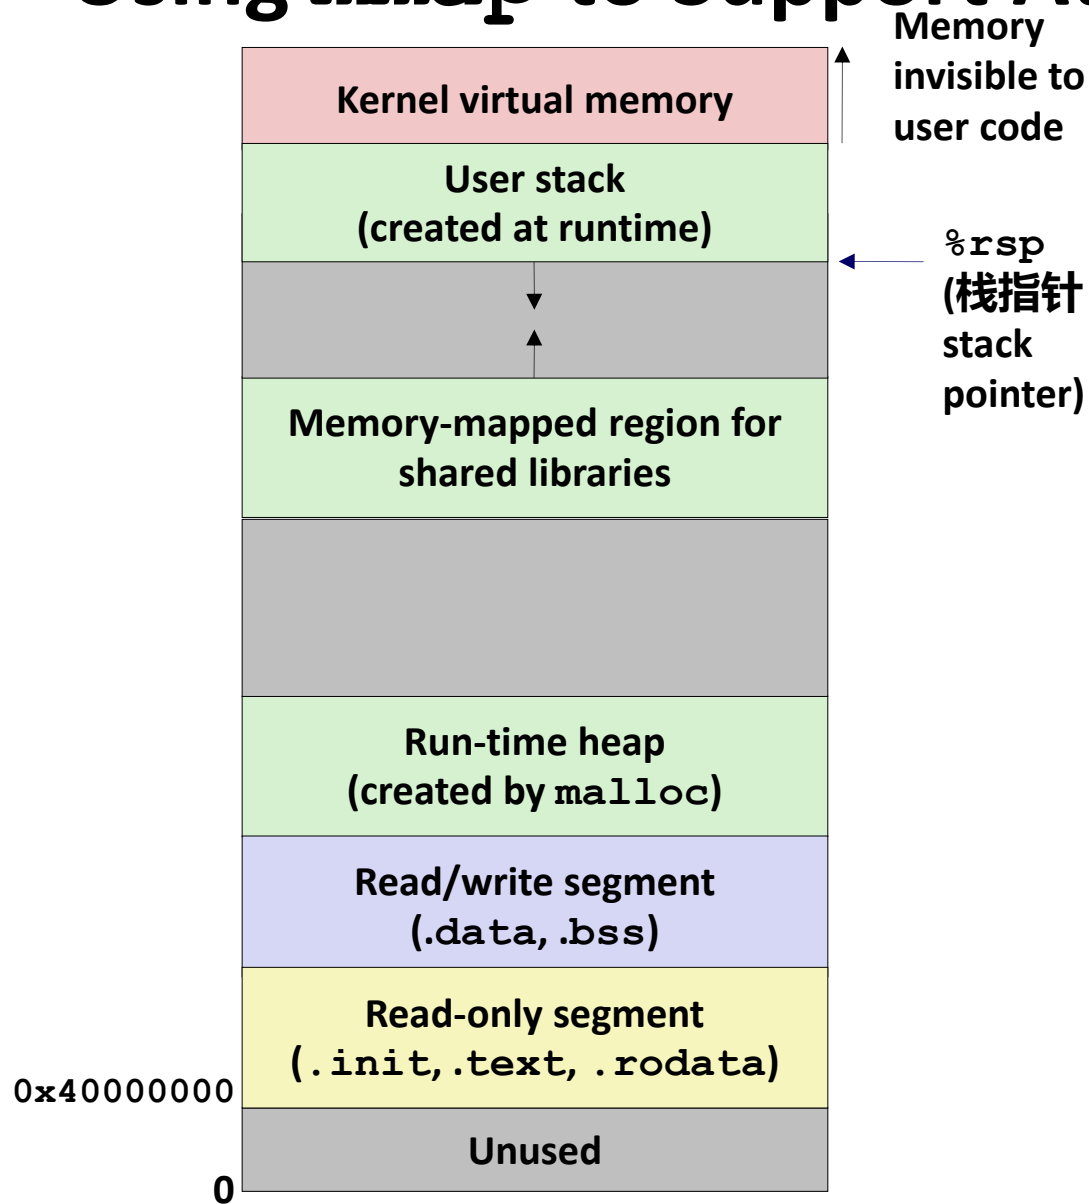 to Support
Memory
invisible to
user code
Kernel virtual memory
User stack
(created at runtime)
%rsp
(栈指针
stack
pointer)
Memory-mapped region for
shared libraries
Run-time heap
(created by malloc)
Read/write segment
(.data, .bss)
Read-only segment
(.init, .text, .rodata)
0x40000000
Unused
0